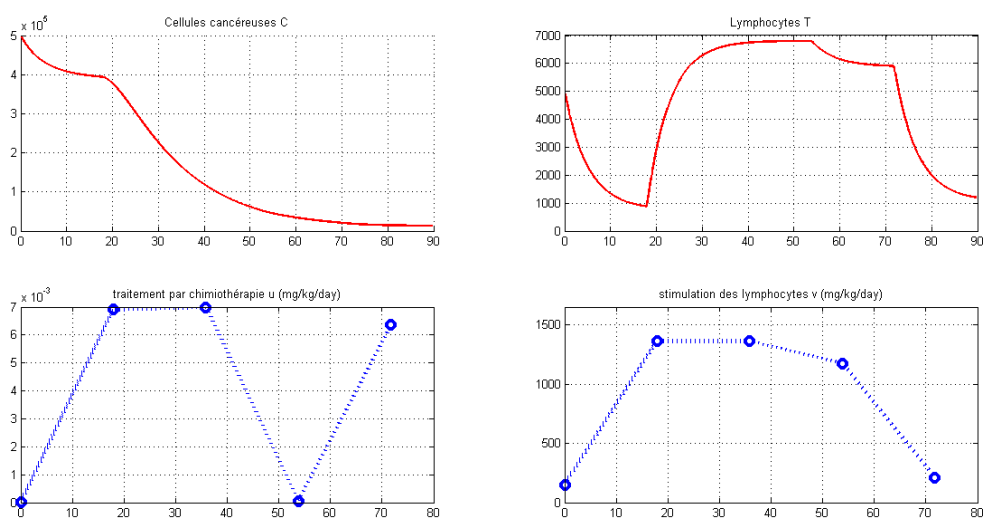 x 10⁵
Cellules cancéreuses C
5
4
3
2
1
0
0 10 20 30 40 50 60 70 80 90
Lymphocytes T
7000
6000
5000
4000
3000
2000
1000
0
0 10 20 30 40 50 60 70 80 90
x 10⁻³
traitement par chimiothérapie u (mg/kg/day)
7
6
5
4
3
2
1
0
0 10 20 30 40 50 60 70 80
stimulation des lymphocytes v (mg/kg/day)
1500
1000
500
0
0 10 20 30 40 50 60 70 80